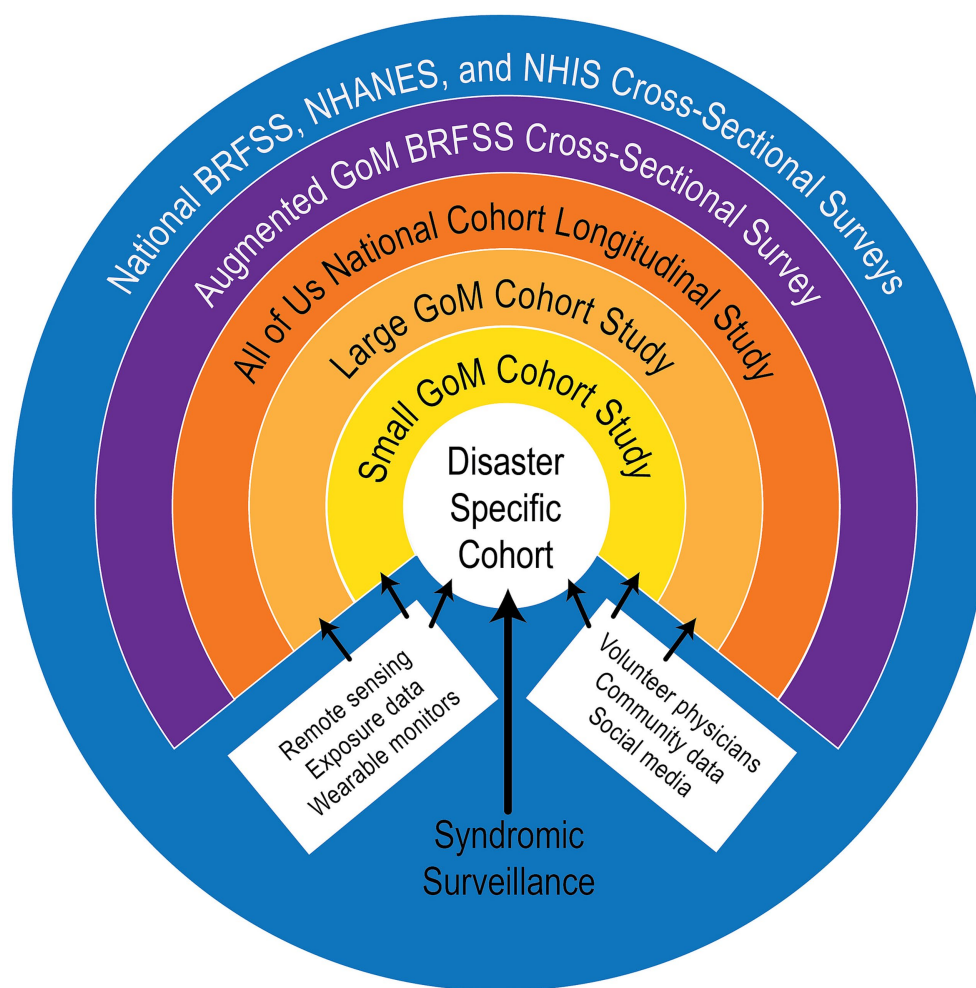 National BRFSS, NHANES, and NHIS Cross-Sectional Surveys
Augmented GoM BRFSS Cross-Sectional Survey
All of Us National Cohort Longitudinal Study
Large GoM Cohort Study
Small GoM Cohort Study
Disaster
Specific
Cohort
Remote sensing
Exposure data
Wearable monitors
Volunteer physicians
Community data
Social media
Syndromic
Surveillance